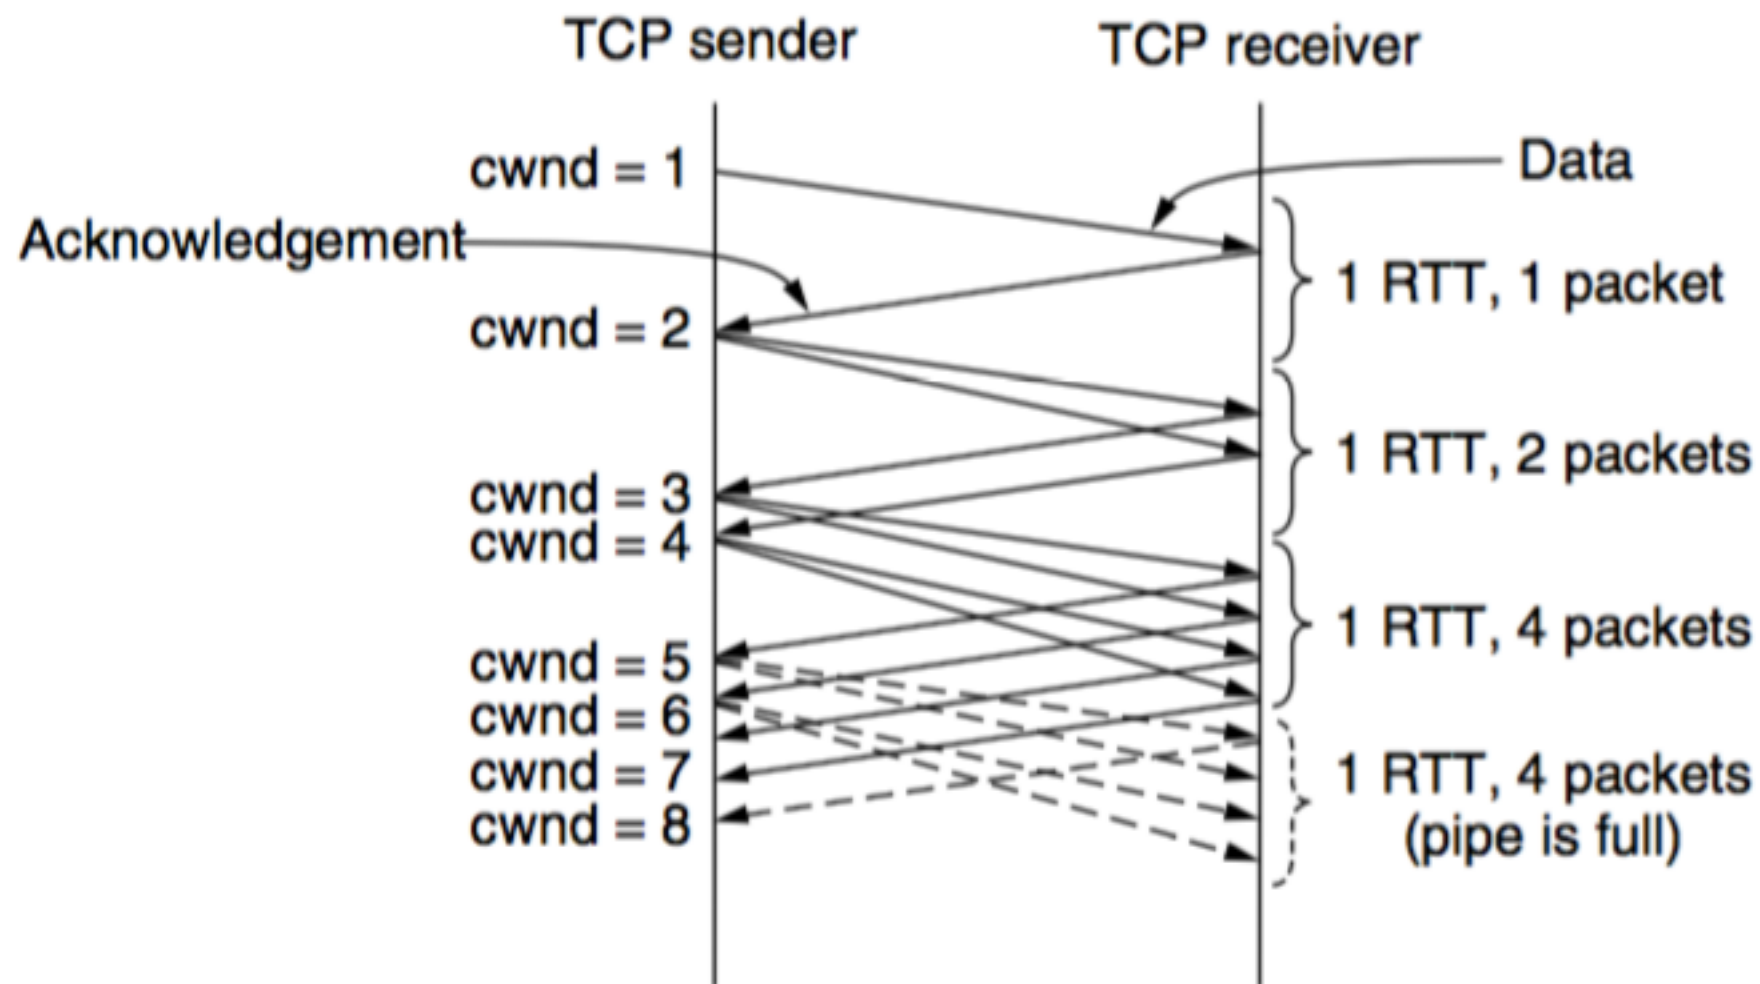 TCP sender
TCP receiver
cwnd = 1
Data
Acknowledgement
1 RTT, 1 packet
cwnd = 2
1 RTT, 2 packets
cwnd = 3
cwnd = 4
1 RTT, 4 packets
cwnd = 5
cwnd = 6
cwnd = 7
1 RTT, 4 packets
cwnd = 8
(pipe is full)